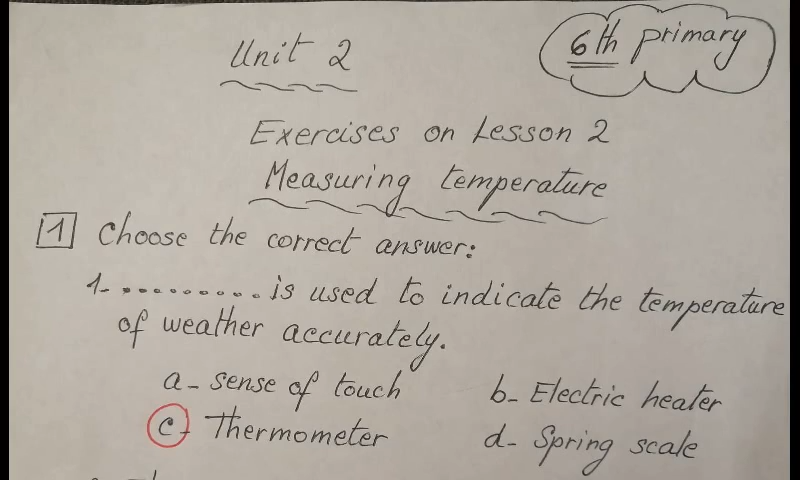 Unit 2
6th primary
Exercises on Lesson 2
Measuring temperature
1 Choose the correct answer:
1- .......... is used to indicate the temperature
of weather accurately.
a- sense of touch b- Electric heater
c- Thermometer d- Spring scale